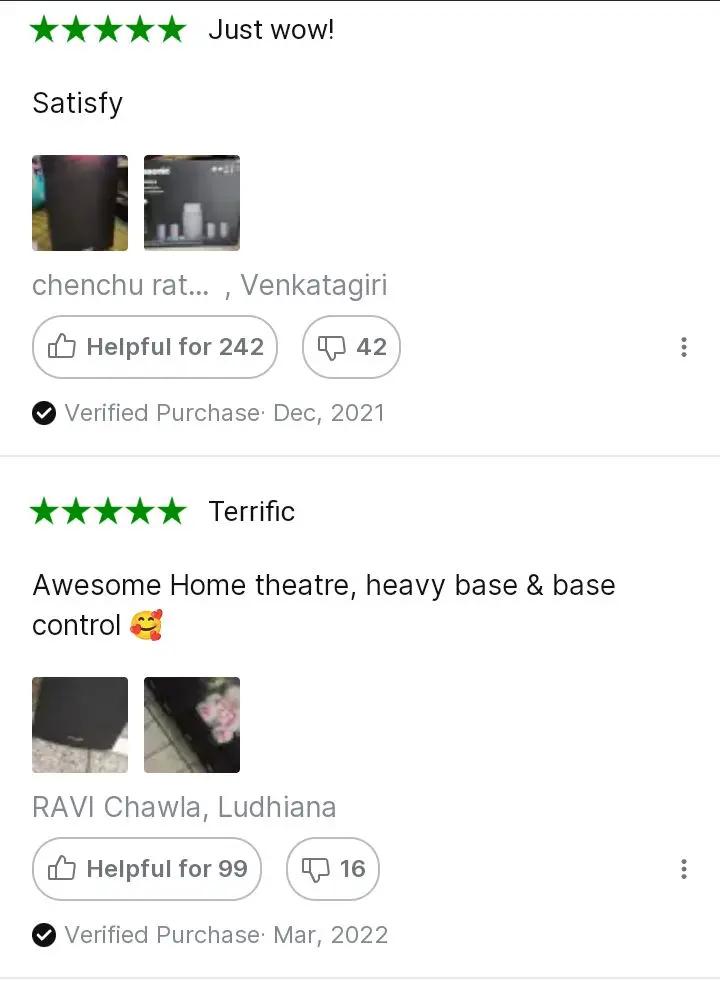 Just wow!
Satisfy
chenchu rat... , Venkatagiri
Helpful for 242
42
Verified Purchase· Dec, 2021
Terrific
Awesome Home theatre, heavy base & base
control 🥰
RAVI Chawla, Ludhiana
Helpful for 99
16
Verified Purchase· Mar, 2022